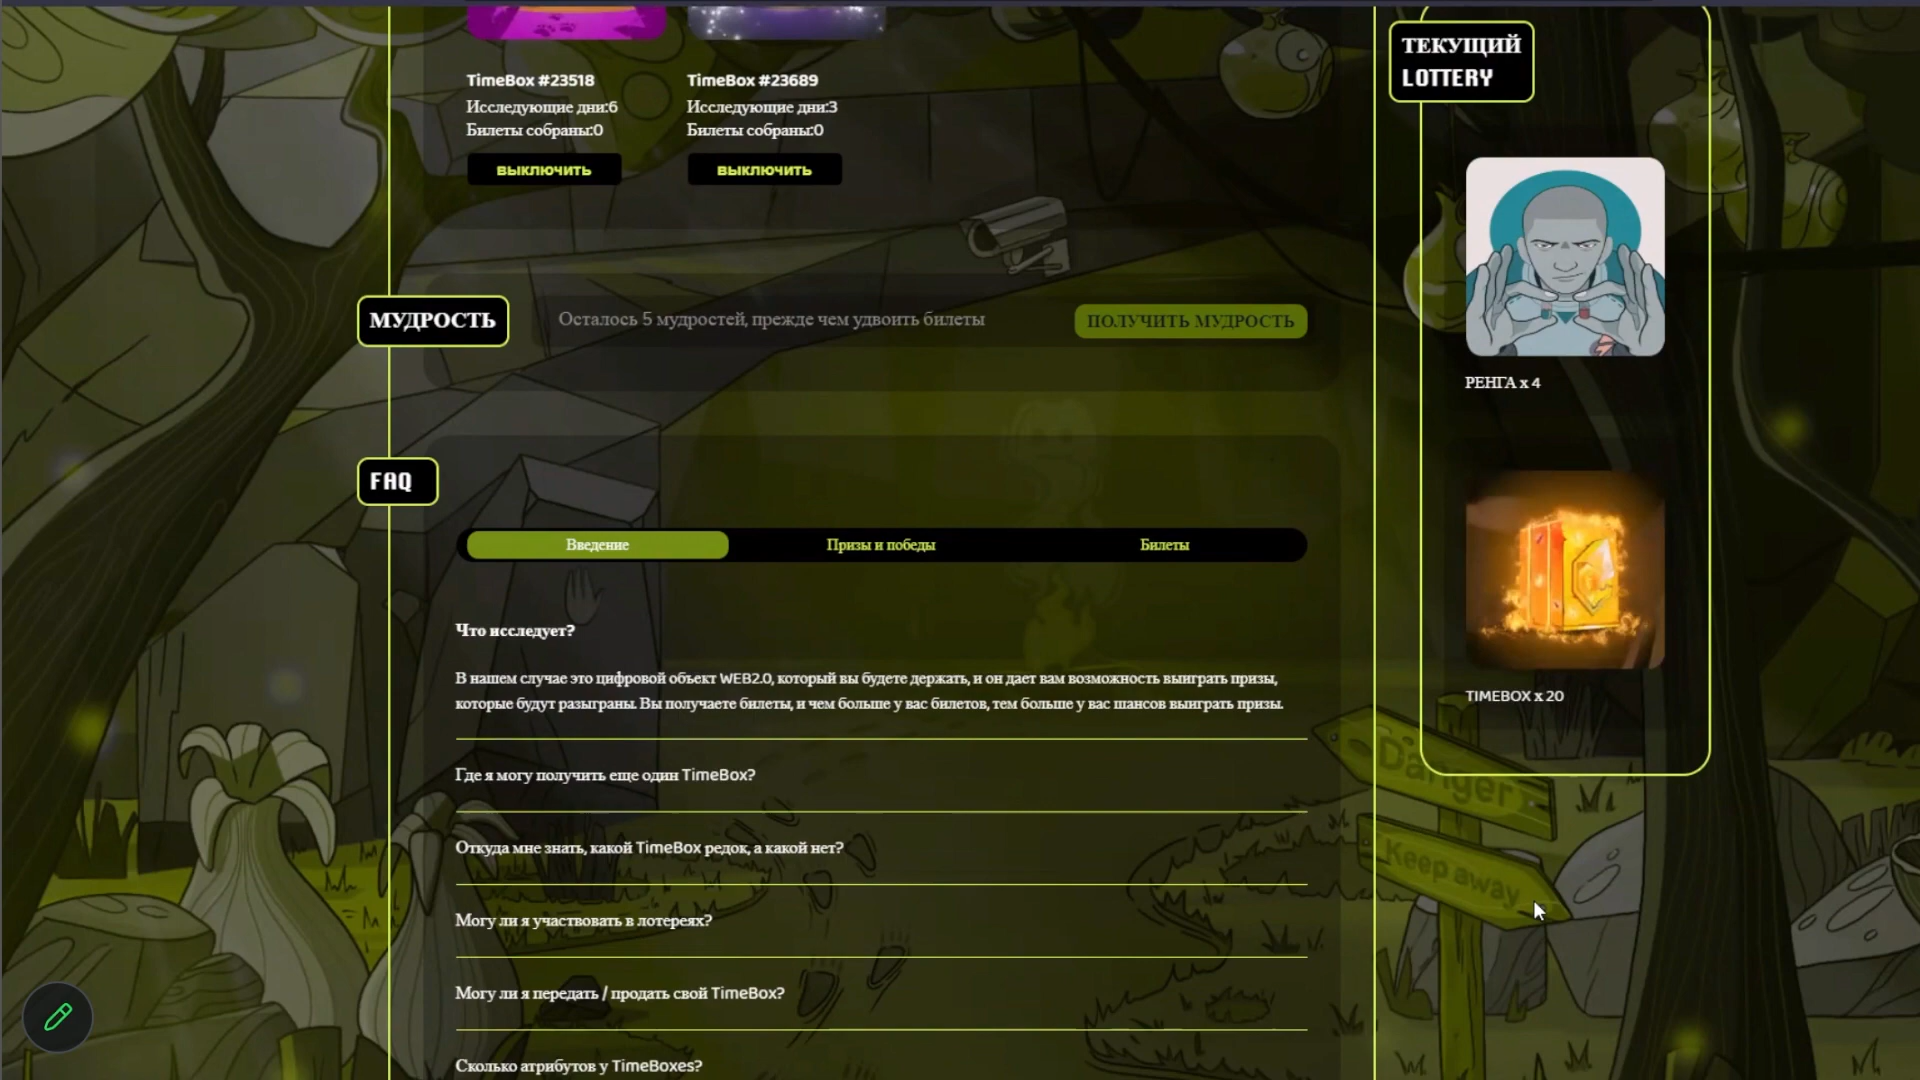 TimeBox #23518
Исследующие дни:6
Билеты собраны:0
ВЫКЛЮЧИТЬ
TimeBox #23689
Исследующие дни:3
Билеты собраны:0
ВЫКЛЮЧИТЬ
МУДРОСТЬ
Осталось 5 мудростей, прежде чем удвоить билеты
ПОЛУЧИТЬ МУДРОСТЬ
FAQ
Введение
Призы и победы
Билеты
Что исследует?
В нашем случае это цифровой объект WEB2.0, который вы будете держать, и он дает вам возможность выиграть призы,
которые будут разыграны. Вы получаете билеты, и чем больше у вас билетов, тем больше у вас шансов выиграть призы.
Где я могу получить еще один TimeBox?
Откуда мне знать, какой TimeBox редок, а какой нет?
Могу ли я участвовать в лотереях?
Могу ли я передать / продать свой TimeBox?
Сколько атрибутов у TimeBoxes?
ТЕКУЩИЙ
LOTTERY
РЕНГА x 4
TIMEBOX x 20
Danger
Keep away